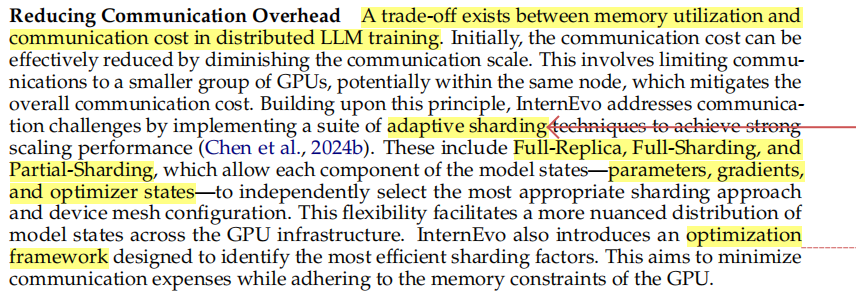 Reducing Communication Overhead A trade-off exists between memory utilization and
communication cost in distributed LLM training. Initially, the communication cost can be
effectively reduced by diminishing the communication scale. This involves limiting commu-
nications to a smaller group of GPUs, potentially within the same node, which mitigates the
overall communication cost. Building upon this principle, InternEvo addresses communica-
tion challenges by implementing a suite of adaptive sharding techniques to achieve strong
scaling performance (Chen et al., 2024b). These include Full-Replica, Full-Sharding, and
Partial-Sharding, which allow each component of the model states—parameters, gradients,
and optimizer states—to independently select the most appropriate sharding approach
and device mesh configuration. This flexibility facilitates a more nuanced distribution of
model states across the GPU infrastructure. InternEvo also introduces an optimization
framework designed to identify the most efficient sharding factors. This aims to minimize
communication expenses while adhering to the memory constraints of the GPU.